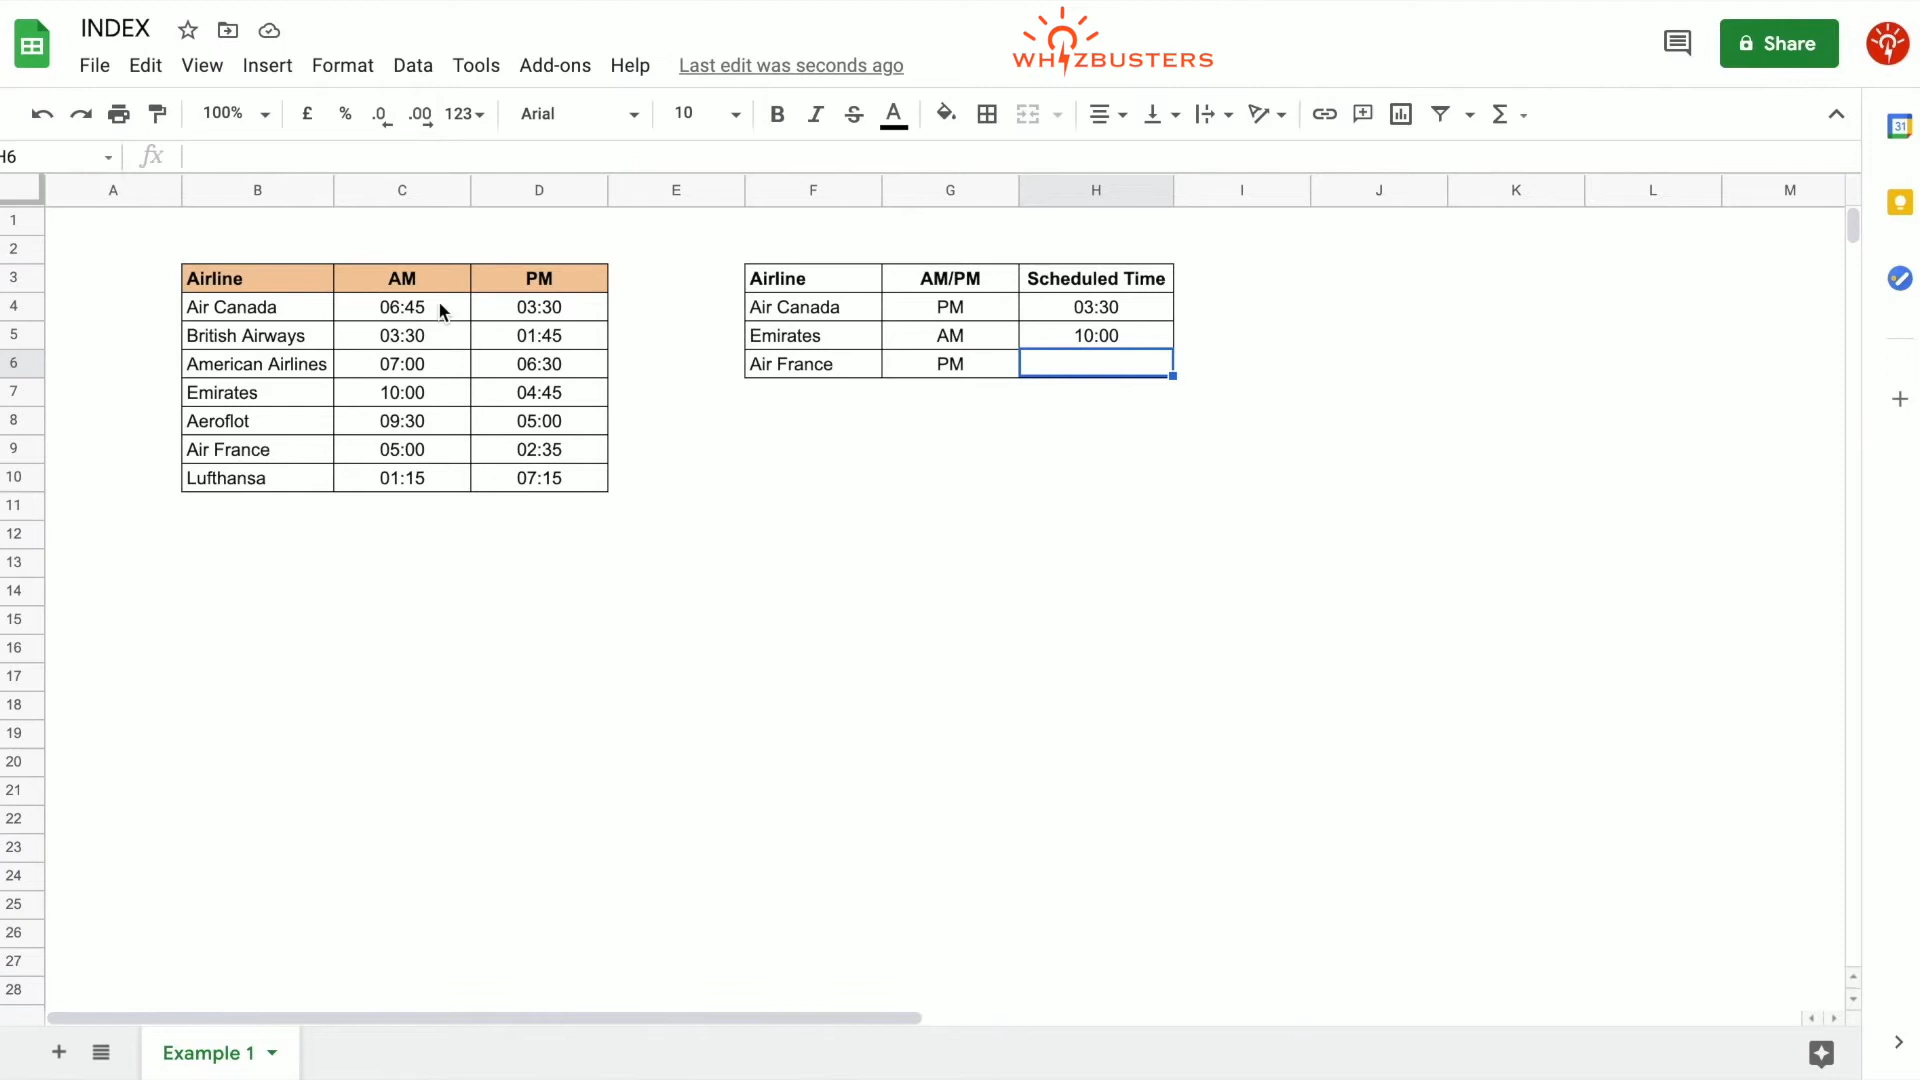 INDEX
WHIZBUSTERS
Share
File Edit View Insert Format Data Tools Add-ons Help Last edit was seconds ago
100% £ % .0 .00 123 Arial 10 B I S A
31
H6 fx
A B C D E F G H I J K L M
1
2
3 Airline AM PM Airline AM/PM Scheduled Time
4 Air Canada 06:45 03:30 Air Canada PM 03:30
5 British Airways 03:30 01:45 Emirates AM 10:00
6 American Airlines 07:00 06:30 Air France PM
7 Emirates 10:00 04:45
8 Aeroflot 09:30 05:00
9 Air France 05:00 02:35
10 Lufthansa 01:15 07:15
11
12
13
14
15
16
17
18
19
20
21
22
23
24
25
26
27
28
Example 1